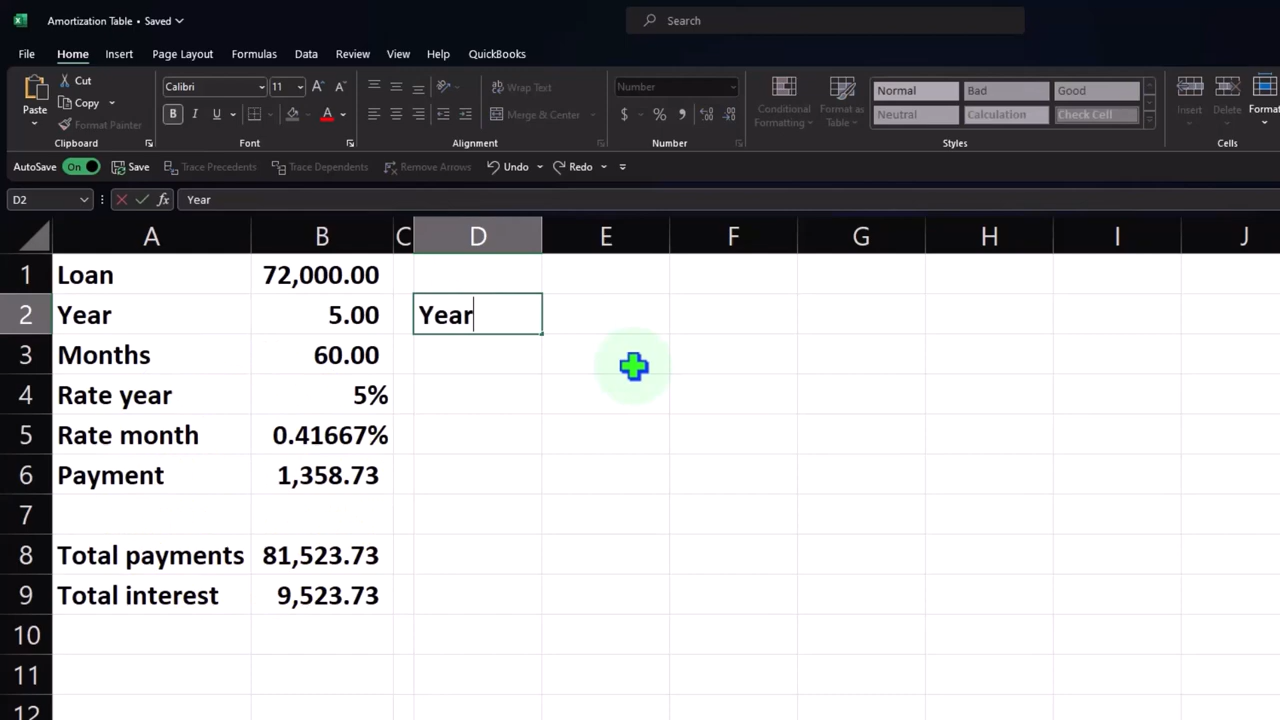 Amortization Table • Saved
Search
File Home Insert Page Layout Formulas Data Review View Help QuickBooks
Paste
Cut
Copy
Format Painter
Clipboard
Calibri 11
B I U
Font
Wrap Text
Merge & Center
Alignment
Number
$ %
Number
Conditional Formatting
Format as Table
Normal Bad Good
Neutral Calculation Check Cell
Styles
Insert Delete Format
Cells
AutoSave On Save Trace Precedents Trace Dependents Remove Arrows Undo Redo
D2 fx Year
A B C D E F G H I J
1 Loan 72,000.00
2 Year 5.00 Year
3 Months 60.00
4 Rate year 5%
5 Rate month 0.41667%
6 Payment 1,358.73
7
8 Total payments 81,523.73
9 Total interest 9,523.73
10
11
12